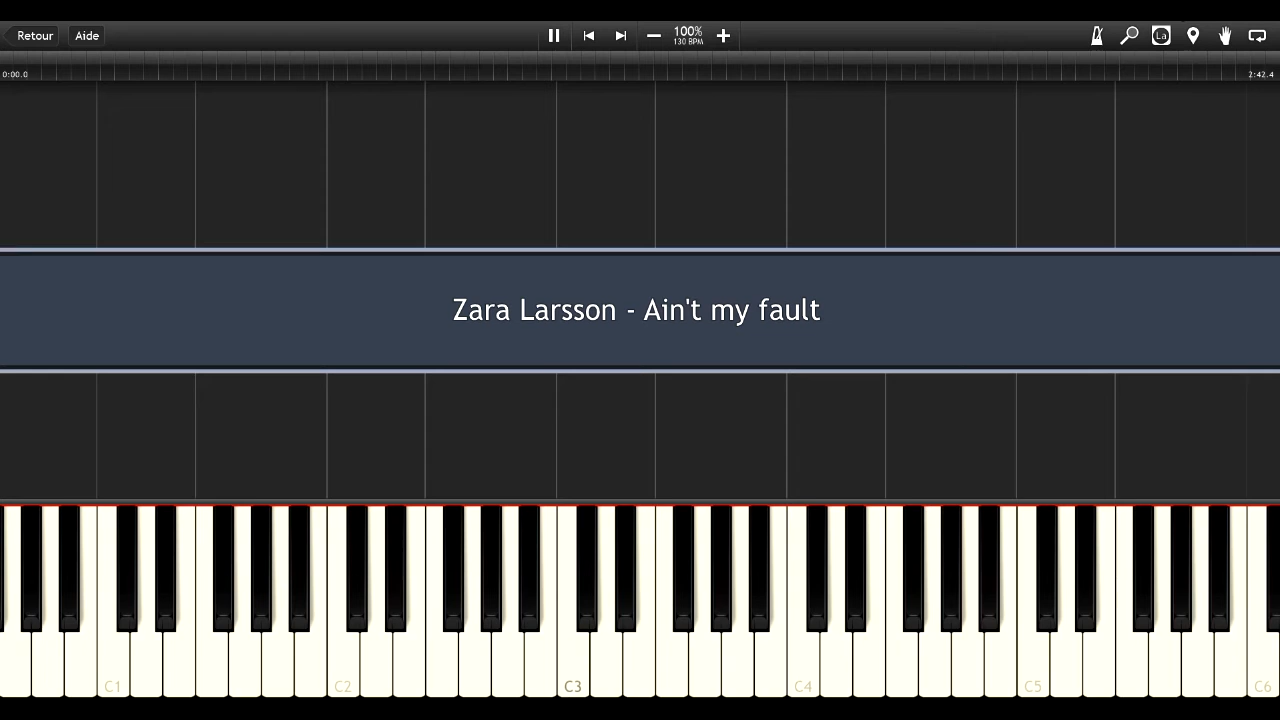 Retour Aide 100% La
130 BPM
0:00.0 2:42.4
Zara Larsson - Ain't my fault
C1 C2 C3 C4 C5 C6